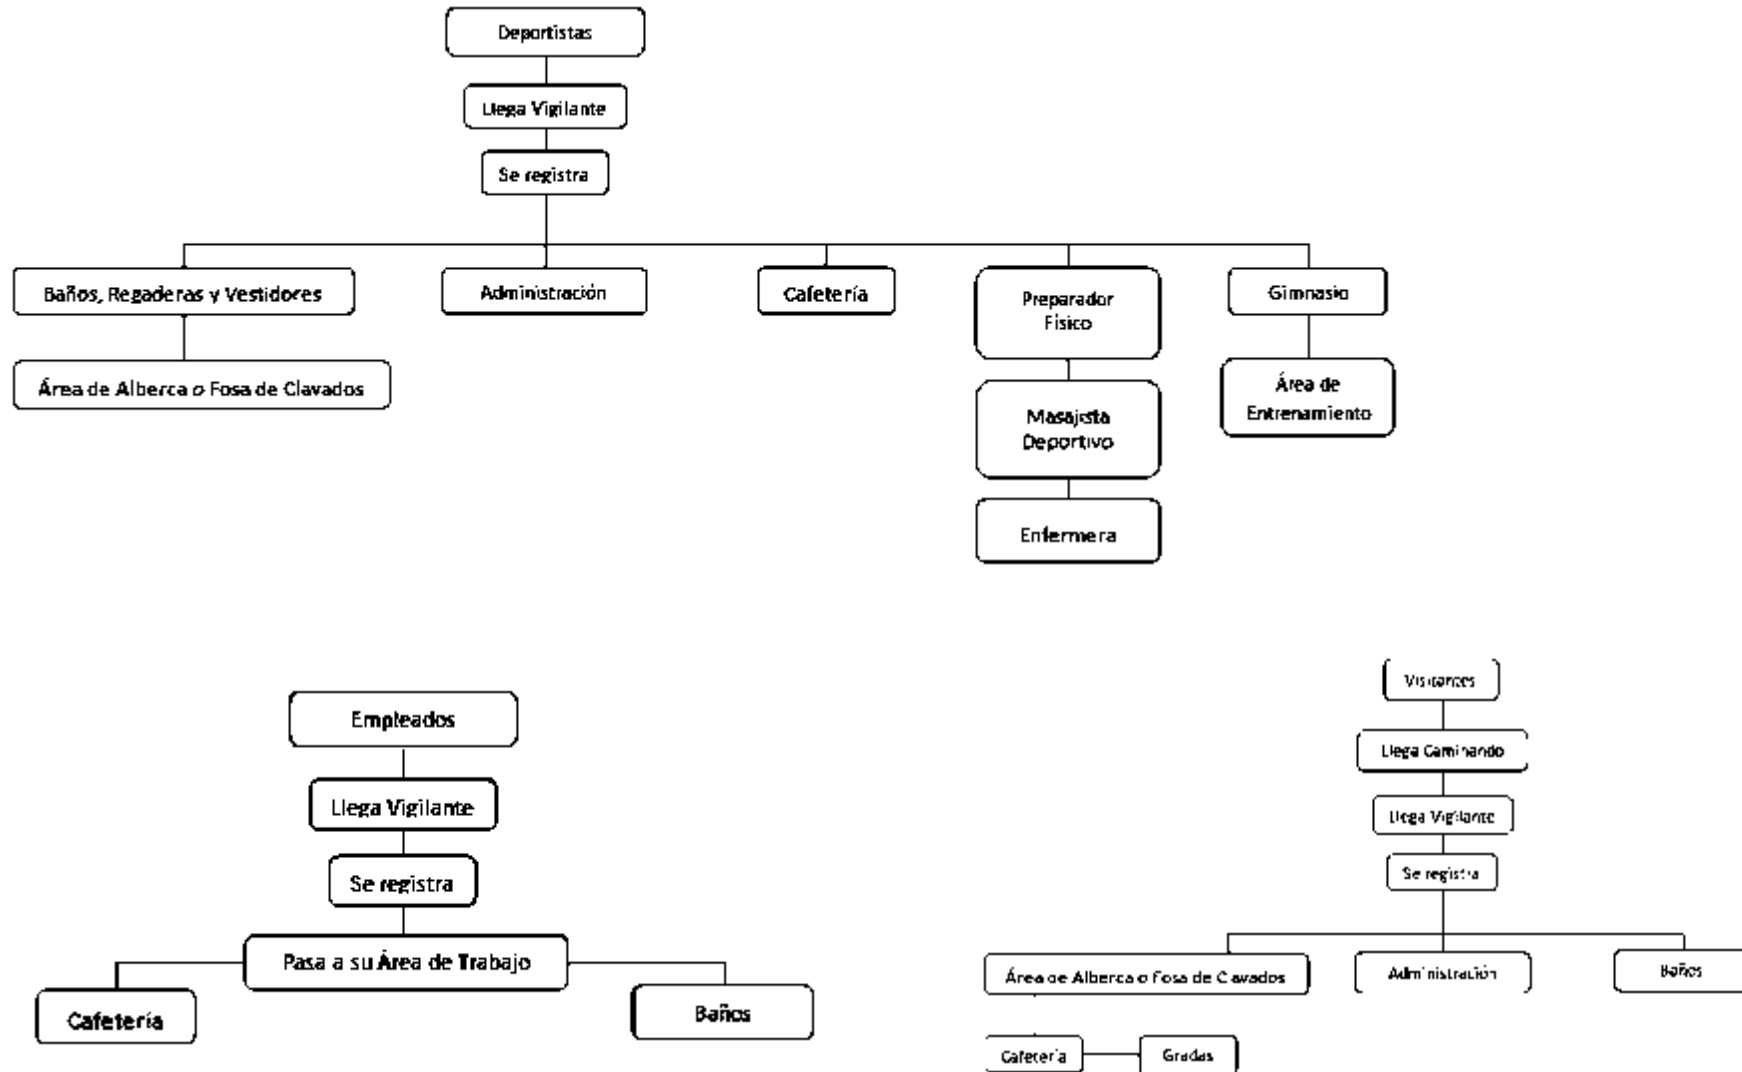 Deportistas
Llega Vigilante
Se registra
Baños, Regaderas y Vestidores
Administración
Cafetería
Preparador
Físico
Gimnasio
Área de Alberca o Fosa de Clavados
Masajista
Deportivo
Área de
Entrenamiento
Enfermera
Empleados
Llega Vigilante
Se registra
Pasa a su Área de Trabajo
Cafetería
Baños
Visitantes
Llega Caminando
Llega Vigilante
Se registra
Área de Alberca o Fosa de Clavados
Administración
Baños
Cafetería
Gradas